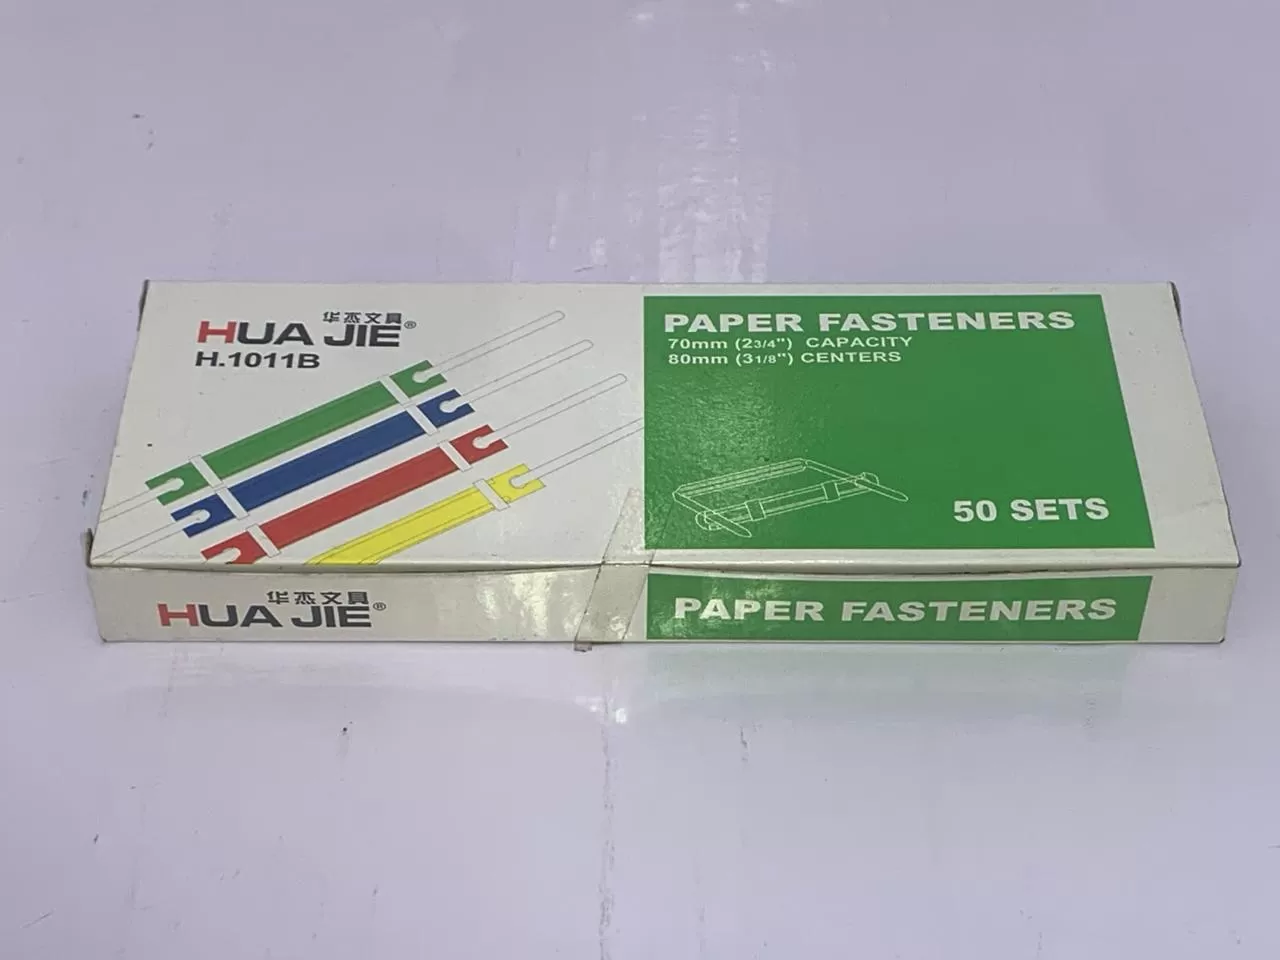 华杰文具
HUA JIE®
H.1011B
PAPER FASTENERS
70mm (23/4") CAPACITY
80mm (31/8") CENTERS
50 SETS
华杰文具
HUA JIE®
PAPER FASTENERS